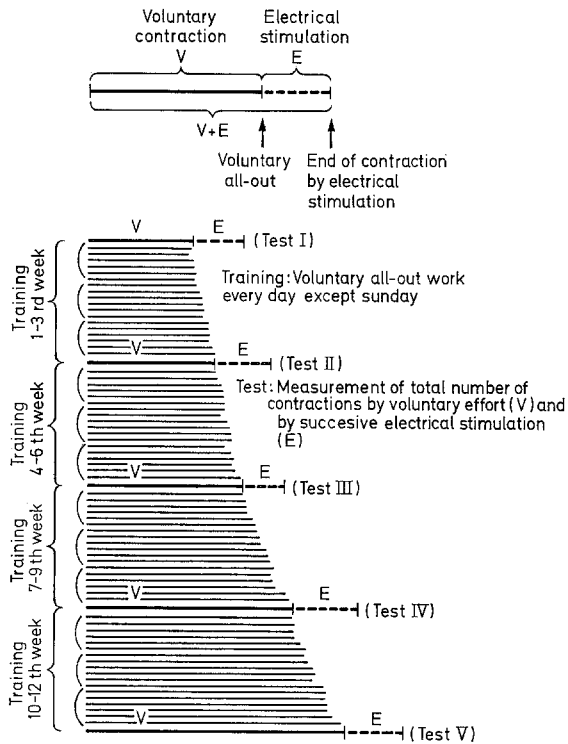 Voluntary
contraction
V
Electrical
stimulation
E
V+E
Voluntary
all-out
End of contraction
by electrical
stimulation
V
E
(Test I)
Training: Voluntary all-out work
every day except sunday
Training
1-3 rd week
V
E
(Test II)
Test: Measurement of total number of
contractions by voluntary effort (V) and
by succesive electrical stimulation
(E)
Training
4-6 th week
V
E
(Test III)
Training
7-9 th week
V
E
(Test IV)
Training
10-12 th week
V
E
(Test V)